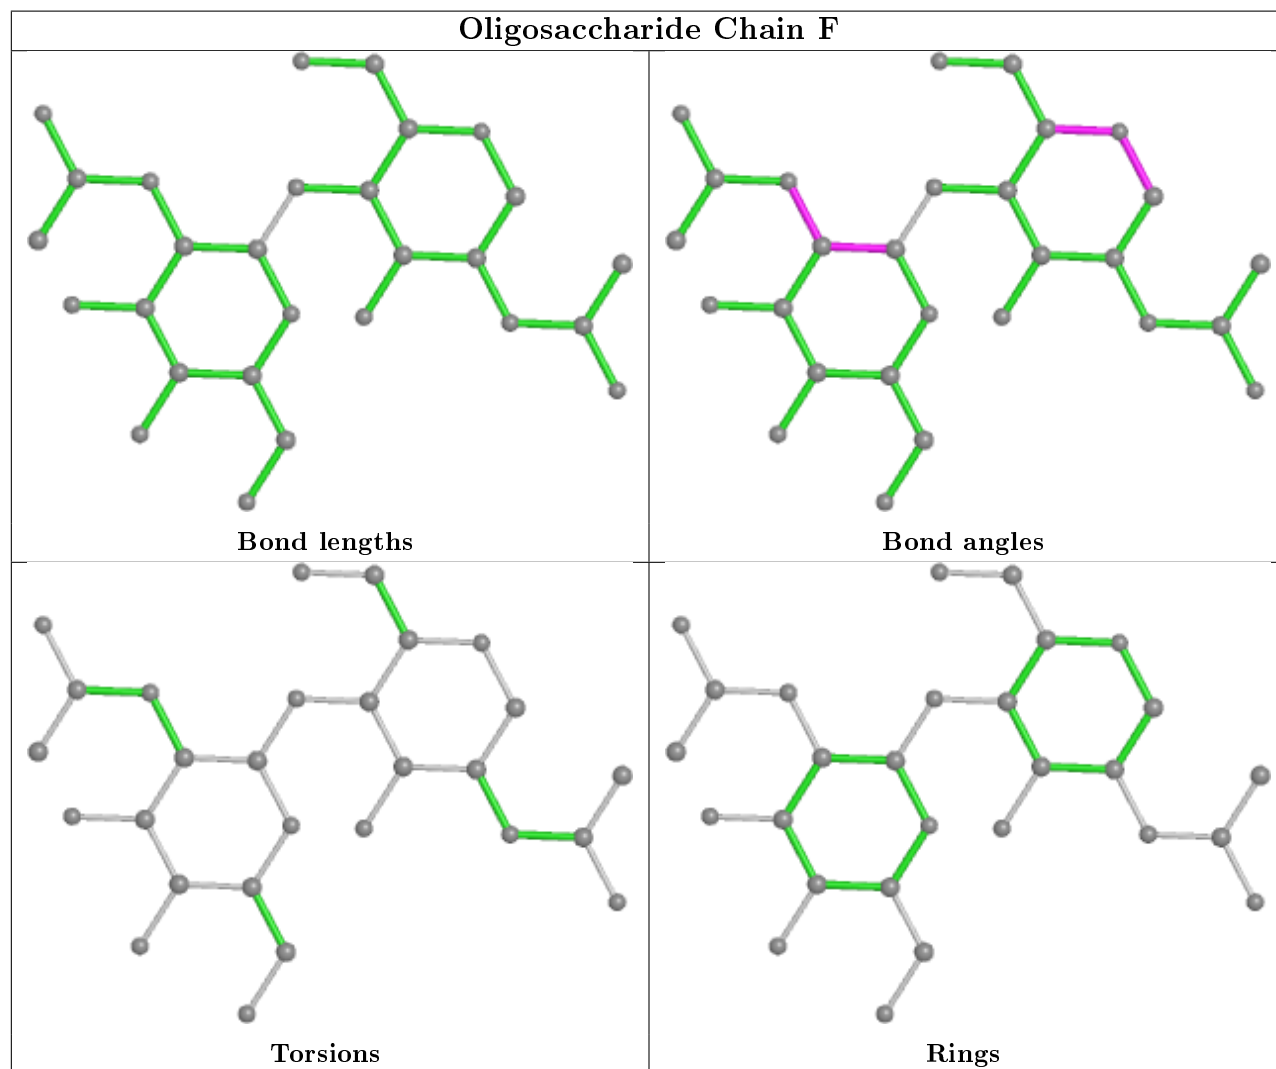 Oligosaccharide Chain F
Bond lengths
Bond angles
Torsions
Rings